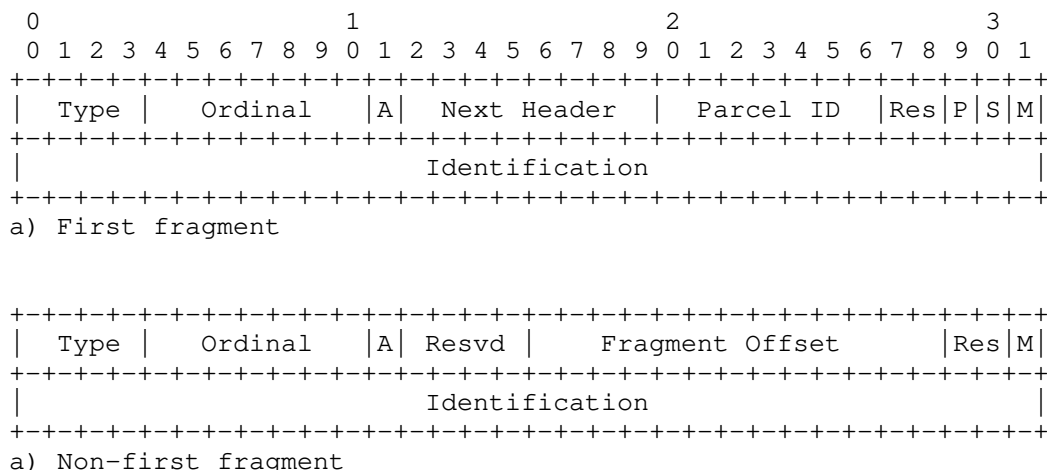 0                   1                   2                   3
 0 1 2 3 4 5 6 7 8 9 0 1 2 3 4 5 6 7 8 9 0 1 2 3 4 5 6 7 8 9 0 1
+-+-+-+-+-+-+-+-+-+-+-+-+-+-+-+-+-+-+-+-+-+-+-+-+-+-+-+-+-+-+-+-+
|  Type |   Ordinal   |A|  Next Header  |  Parcel ID  |Res|P|S|M|
+-+-+-+-+-+-+-+-+-+-+-+-+-+-+-+-+-+-+-+-+-+-+-+-+-+-+-+-+-+-+-+-+
|                         Identification                        |
+-+-+-+-+-+-+-+-+-+-+-+-+-+-+-+-+-+-+-+-+-+-+-+-+-+-+-+-+-+-+-+-+
a) First fragment
+-+-+-+-+-+-+-+-+-+-+-+-+-+-+-+-+-+-+-+-+-+-+-+-+-+-+-+-+-+-+-+-+
|  Type |   Ordinal   |A| Resvd |    Fragment Offset      |Res|M|
+-+-+-+-+-+-+-+-+-+-+-+-+-+-+-+-+-+-+-+-+-+-+-+-+-+-+-+-+-+-+-+-+
|                         Identification                        |
+-+-+-+-+-+-+-+-+-+-+-+-+-+-+-+-+-+-+-+-+-+-+-+-+-+-+-+-+-+-+-+-+
a) Non-first fragment